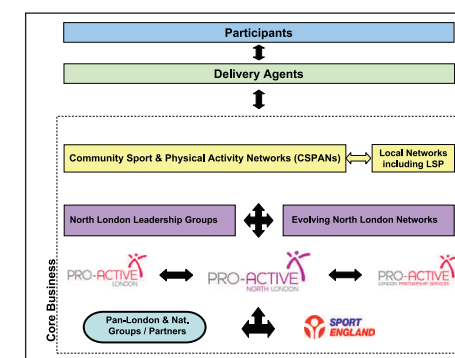 Participants
Delivery Agents
Community Sport & Physical Activity Networks (CSPANs)
Local Networks
including LSP
North London Leadership Groups
Evolving North London Networks
PRO-ACTIVE
LONDON
PRO-ACTIVE
NORTH LONDON
PRO-ACTIVE
LONDON PARTNERSHIP SERVICES
Core Business
Pan-London & Nat.
Groups / Partners
SPORT
ENGLAND